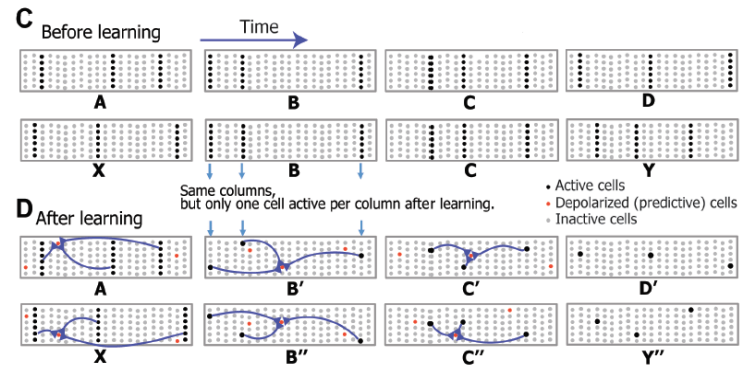 C
Before learning
Time
A
B
C
D
X
B
C
Y
Same columns,
but only one cell active per column after learning.
Active cells
Depolarized (predictive) cells
Inactive cells
D
After learning
A
B′
C′
D′
X
B′′
C′′
Y′′